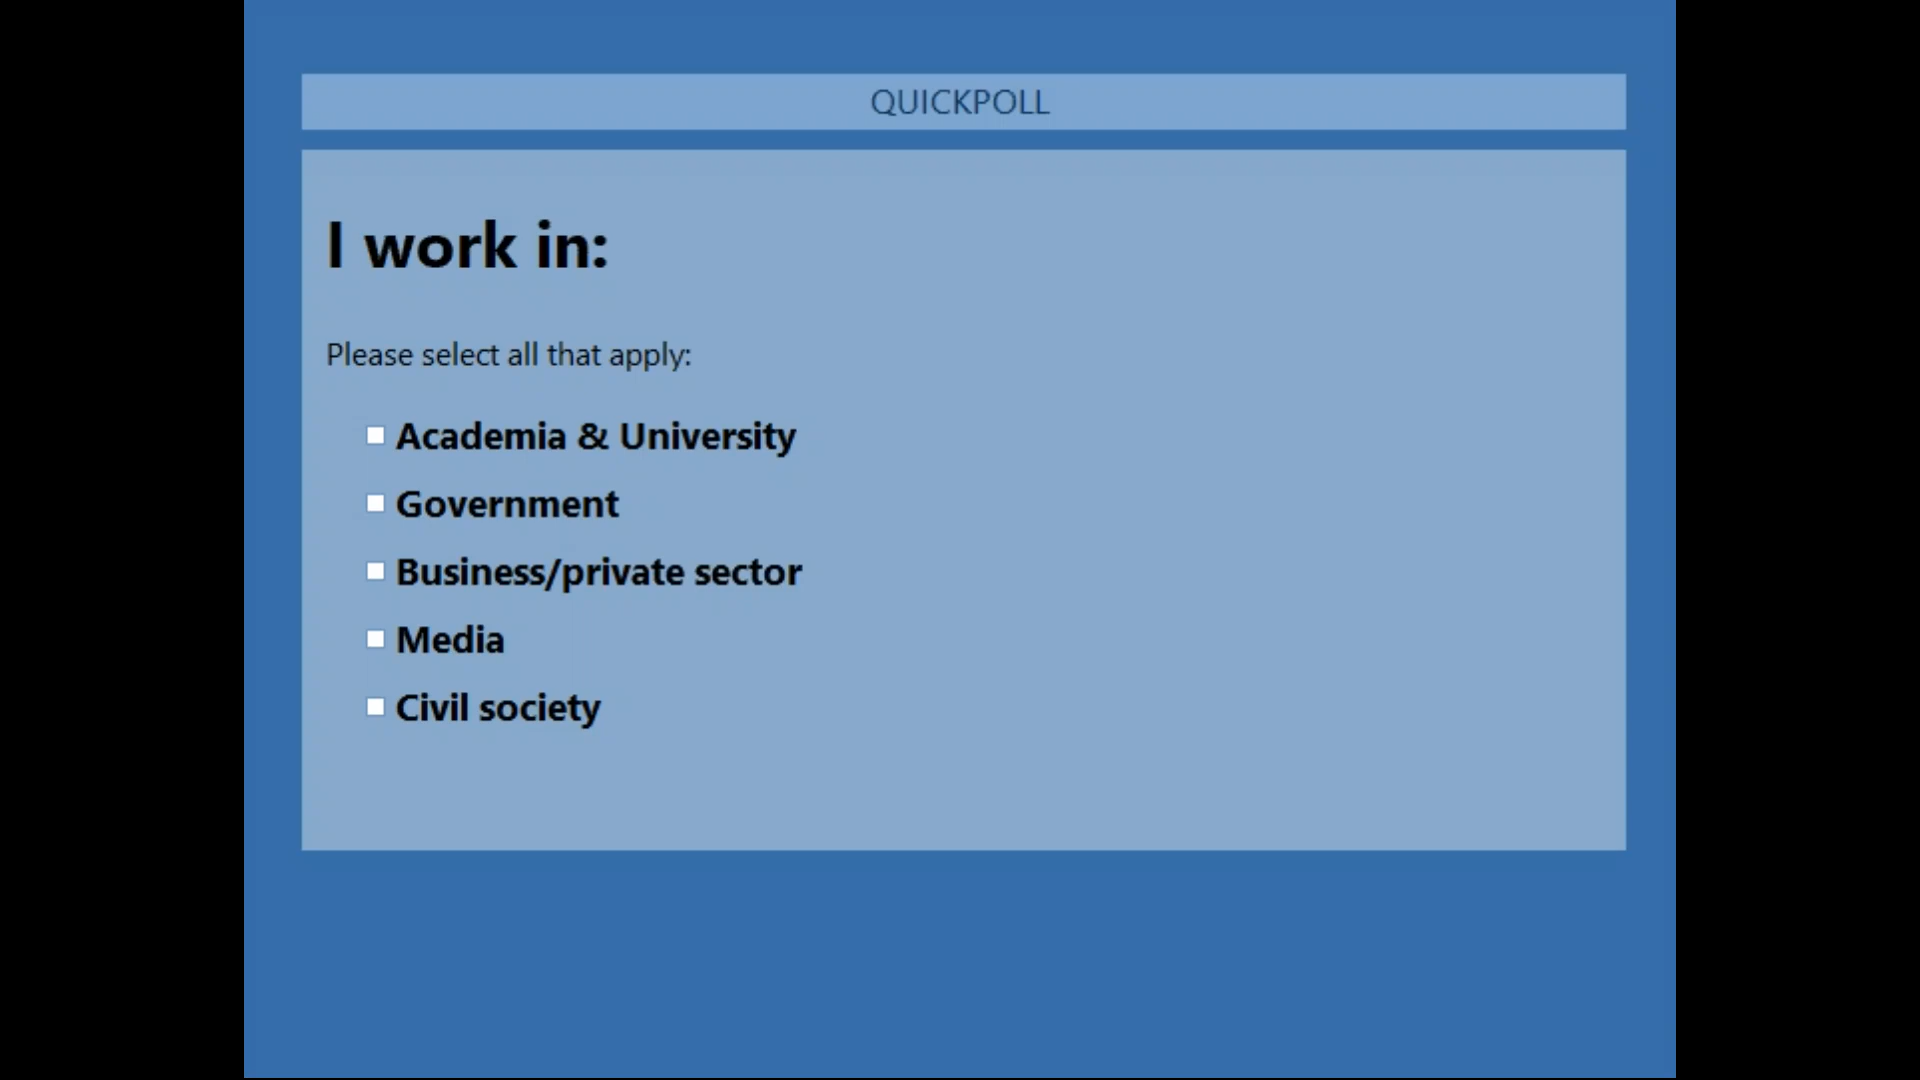 QUICKPOLL
I work in:
Please select all that apply:
Academia & University
Government
Business/private sector
Media
Civil society